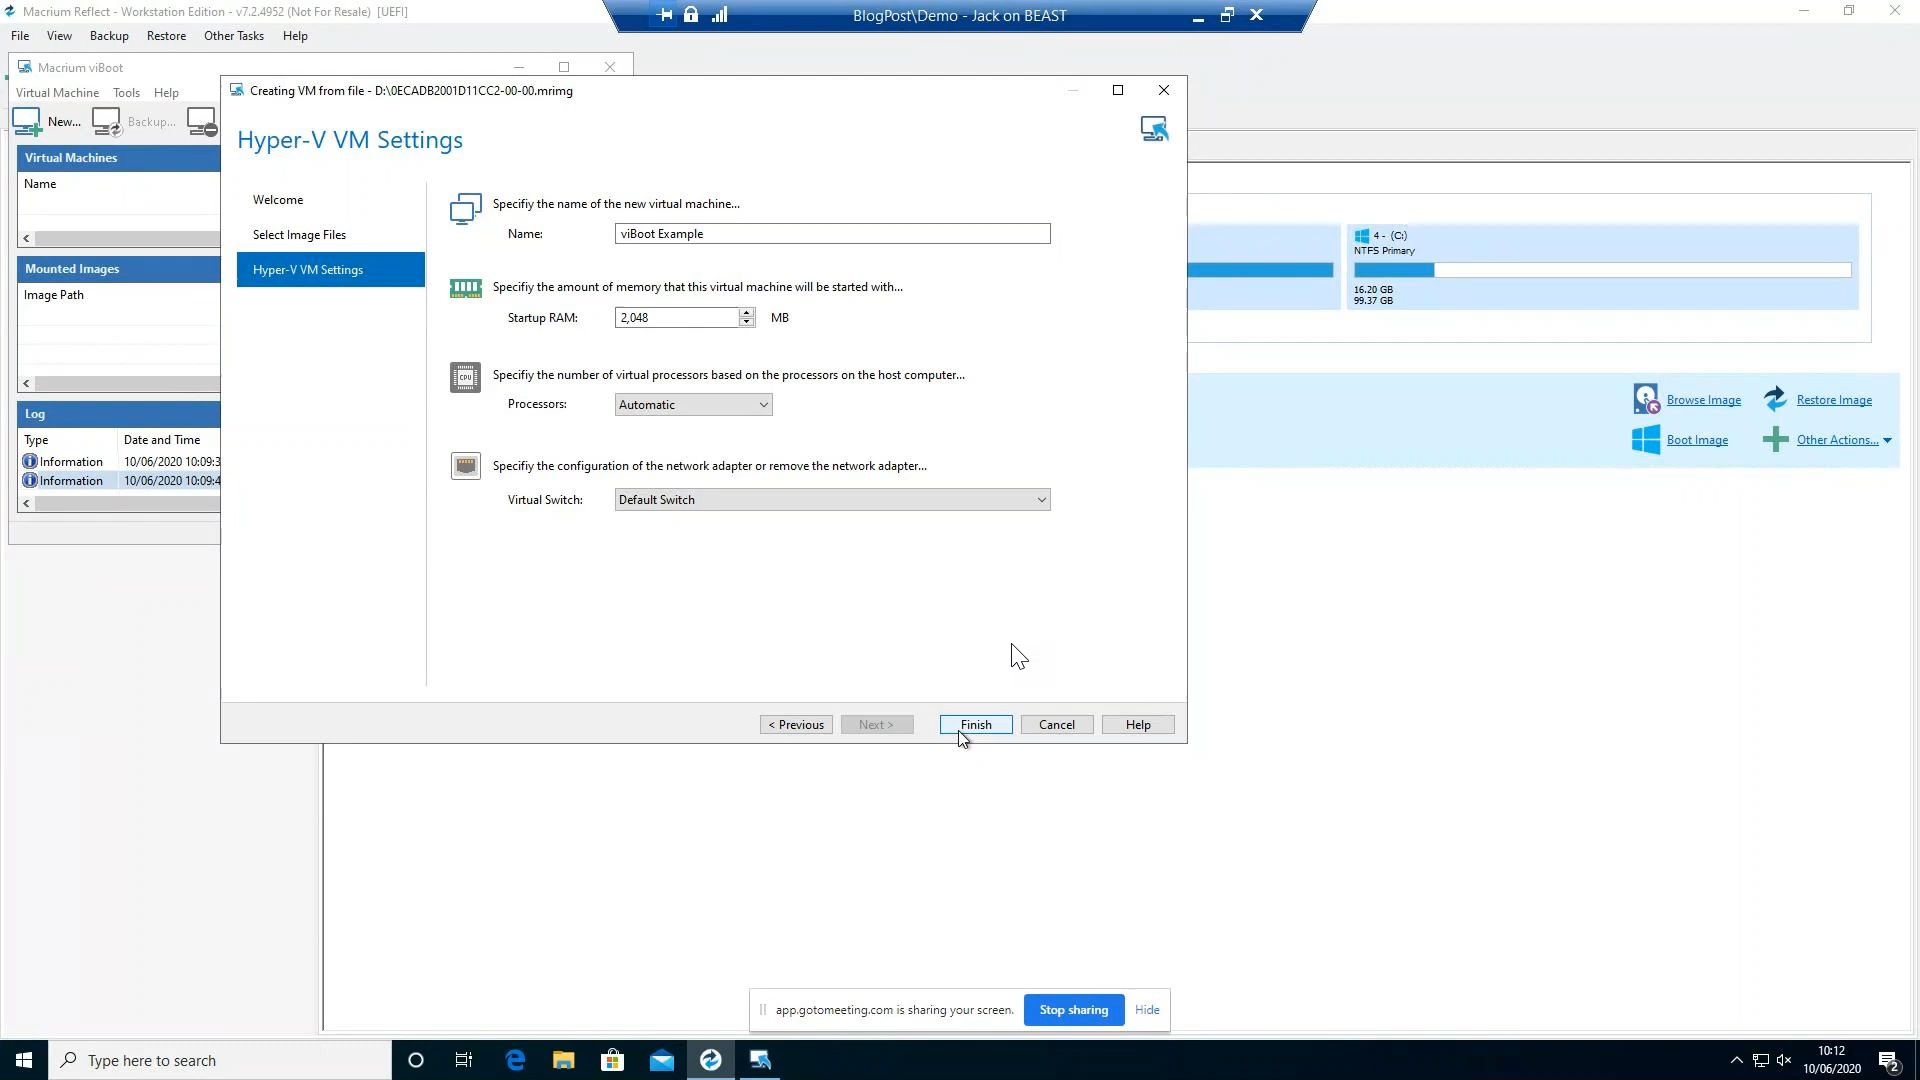 Macrium Reflect - Workstation Edition - v7.2.4952 (Not For Resale) [UEFI]
BlogPost\Demo - Jack on BEAST
File View Backup Restore Other Tasks Help
Macrium viBoot
Virtual Machine Tools Help
New... Backup...
Virtual Machines
Name
Mounted Images
Image Path
Log
Type Date and Time
Information 10/06/2020 10:09:3
Information 10/06/2020 10:09:4
Creating VM from file - D:\0ECADB2001D11CC2-00-00.mrimg
Hyper-V VM Settings
Welcome
Select Image Files
Hyper-V VM Settings
Specifiy the name of the new virtual machine...
Name: viBoot Example
Specifiy the amount of memory that this virtual machine will be started with...
Startup RAM: 2,048 MB
CPU
Specifiy the number of virtual processors based on the processors on the host computer...
Processors: Automatic
Specifiy the configuration of the network adapter or remove the network adapter...
Virtual Switch: Default Switch
< Previous Next > Finish Cancel Help
4 - (C:)
NTFS Primary
16.20 GB
99.37 GB
Browse Image Restore Image
Boot Image Other Actions...
app.gotomeeting.com is sharing your screen. Stop sharing Hide
Type here to search
10:12
10/06/2020
2